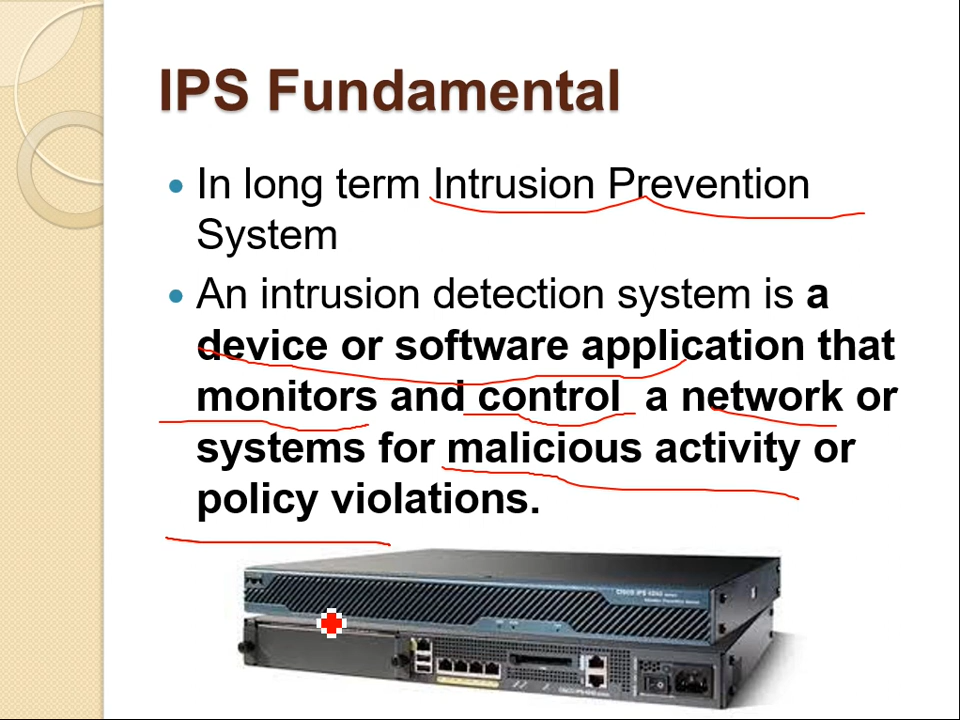 IPS Fundamental
In long term Intrusion Prevention
System
An intrusion detection system is a
device or software application that
monitors and control a network or
systems for malicious activity or
policy violations.